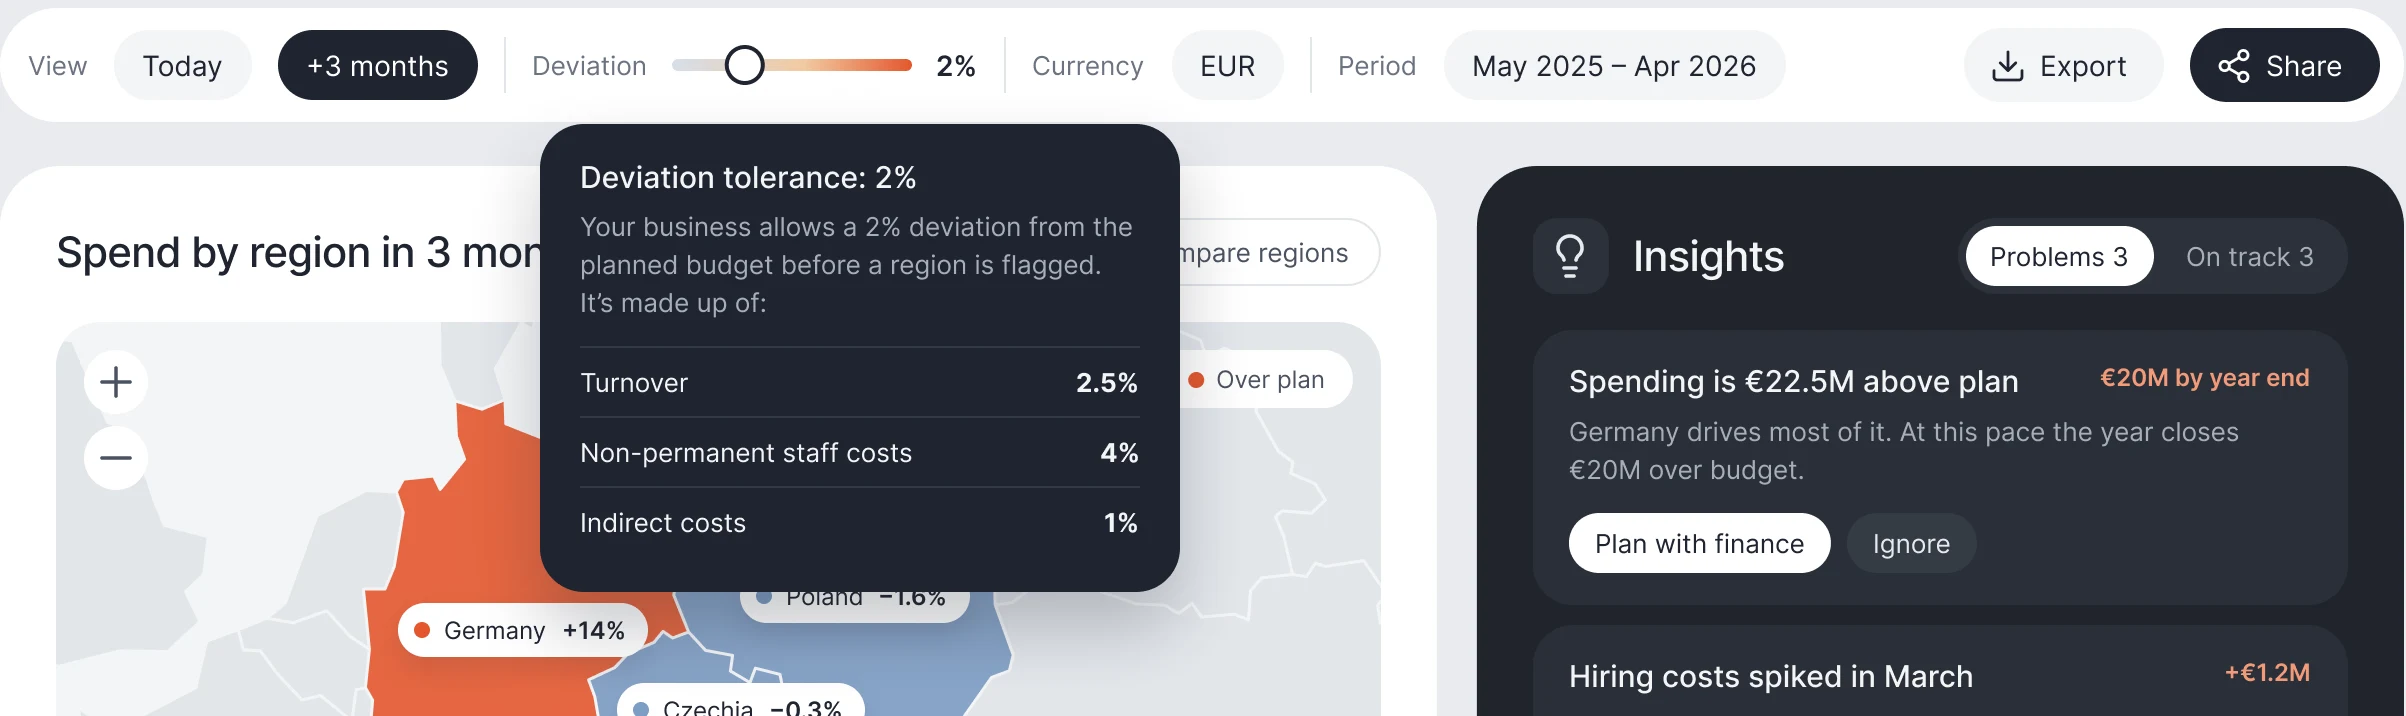 View Today +3 months Deviation 2% Currency EUR Period May 2025 – Apr 2026 Export Share
Deviation tolerance: 2%
Your business allows a 2% deviation from the
planned budget before a region is flagged.
It’s made up of:
Turnover 2.5%
Non-permanent staff costs 4%
Indirect costs 1%
Spend by region in 3 mon
mpare regions
Over plan
Germany +14%
Poland −1.6%
Czechia −0.3%
Insights Problems 3 On track 3
Spending is €22.5M above plan €20M by year end
Germany drives most of it. At this pace the year closes
€20M over budget.
Plan with finance Ignore
Hiring costs spiked in March +€1.2M